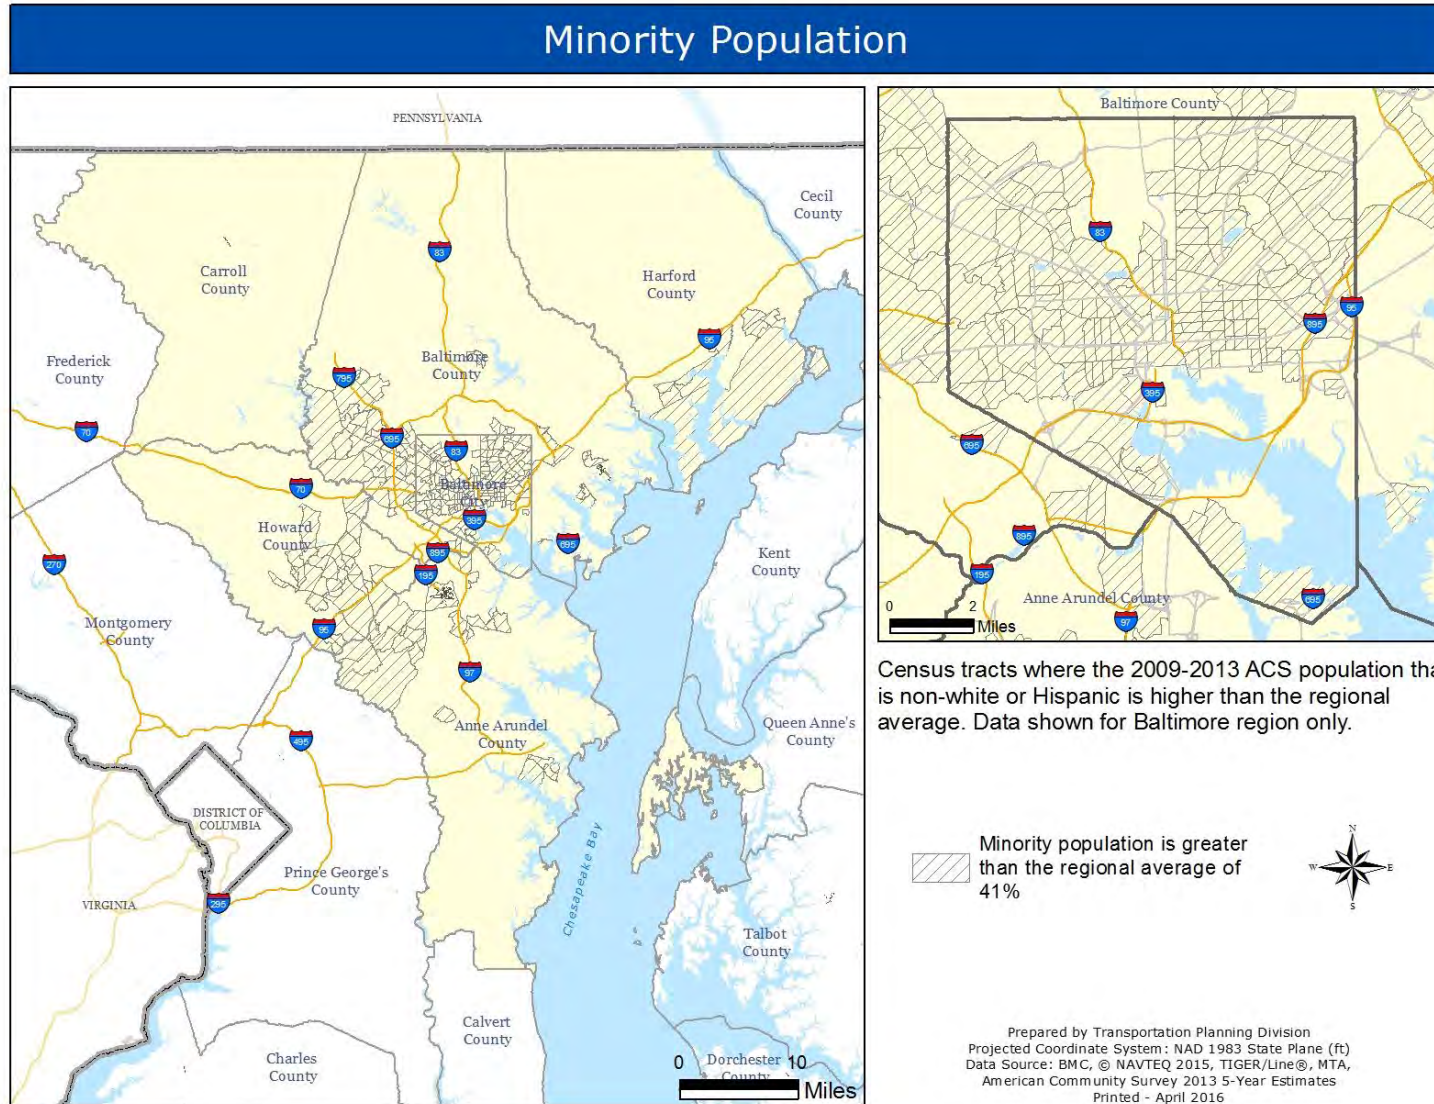 Minority Population
PENNSYLVANIA
Cecil
County
83
Carroll
County
Harford
County
95
Frederick
County
Baltimore
County
795
70
695
83
Baltimore
City
70
395
Howard
County
895
695
270
195
Kent
County
Montgomery
County
95
97
Anne Arundel
County
Queen Anne's
County
495
DISTRICT OF
COLUMBIA
Prince George's
County
VIRGINIA
295
Chesapeake Bay
Talbot
County
Calvert
County
Charles
County
Dorchester
County
0 10
Miles
Baltimore County
83
895
95
395
695
895
195
Anne Arundel County
695
97
0 2
Miles
Census tracts where the 2009-2013 ACS population tha
is non-white or Hispanic is higher than the regional
average. Data shown for Baltimore region only.
Minority population is greater
than the regional average of
41%
N
W E
S
Prepared by Transportation Planning Division
Projected Coordinate System: NAD 1983 State Plane (ft)
Data Source: BMC, © NAVTEQ 2015, TIGER/Line®, MTA,
American Community Survey 2013 5-Year Estimates
Printed - April 2016